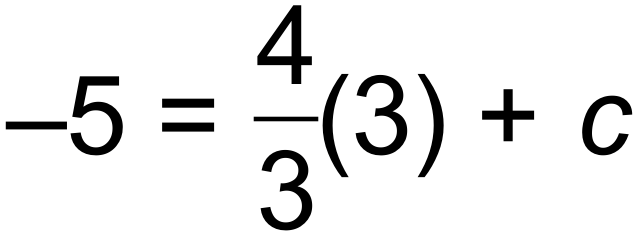 –5 = 4/3(3) + c